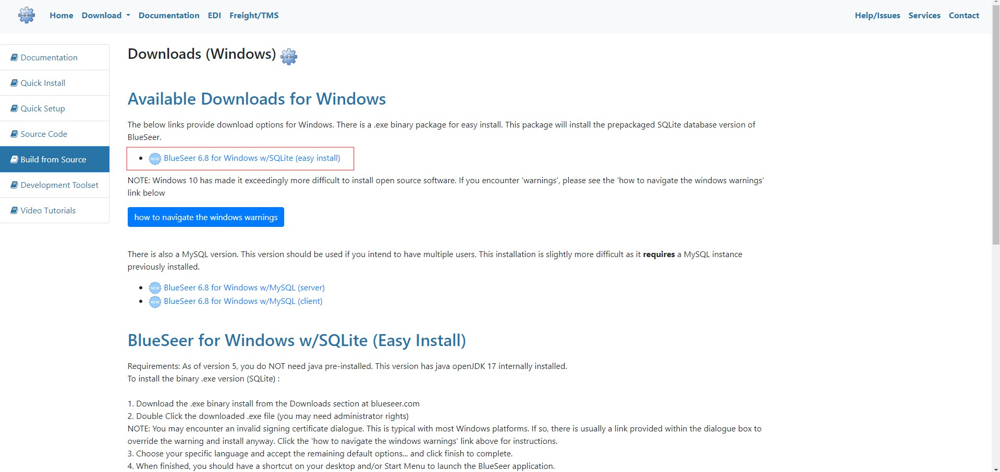 Home Download Documentation EDI Freight/TMS Help/Issues Services Contact
Documentation
Quick Install
Quick Setup
Source Code
Build from Source
Development Toolset
Video Tutorials
Downloads (Windows)
Available Downloads for Windows
The below links provide download options for Windows. There is a .exe binary package for easy install. This package will install the prepackaged SQLite database version of
BlueSeer.
NEW BlueSeer 6.8 for Windows w/SQLite (easy install)
NOTE: Windows 10 has made it exceedingly more difficult to install open source software. If you encounter 'warnings', please see the 'how to navigate the windows warnings'
link below
how to navigate the windows warnings
There is also a MySQL version. This version should be used if you intend to have multiple users. This installation is slightly more difficult as it requires a MySQL instance
previously installed.
NEW BlueSeer 6.8 for Windows w/MySQL (server)
NEW BlueSeer 6.8 for Windows w/MySQL (client)
BlueSeer for Windows w/SQLite (Easy Install)
Requirements: As of version 5, you do NOT need java pre-installed. This version has java openJDK 17 internally installed.
To install the binary .exe version (SQLite) :
1. Download the .exe binary install from the Downloads section at blueseer.com
2. Double Click the downloaded .exe file (you may need administrator rights)
NOTE: You may encounter an invalid signing certificate dialogue. This is typical with most Windows platforms. If so, there is usually a link provided within the dialogue box to
override the warning and install anyway. Click the 'how to navigate the windows warnings' link above for instructions.
3. Choose your specific language and accept the remaining default options... and click finish to complete.
4. When finished, you should have a shortcut on your desktop and/or Start Menu to launch the BlueSeer application.